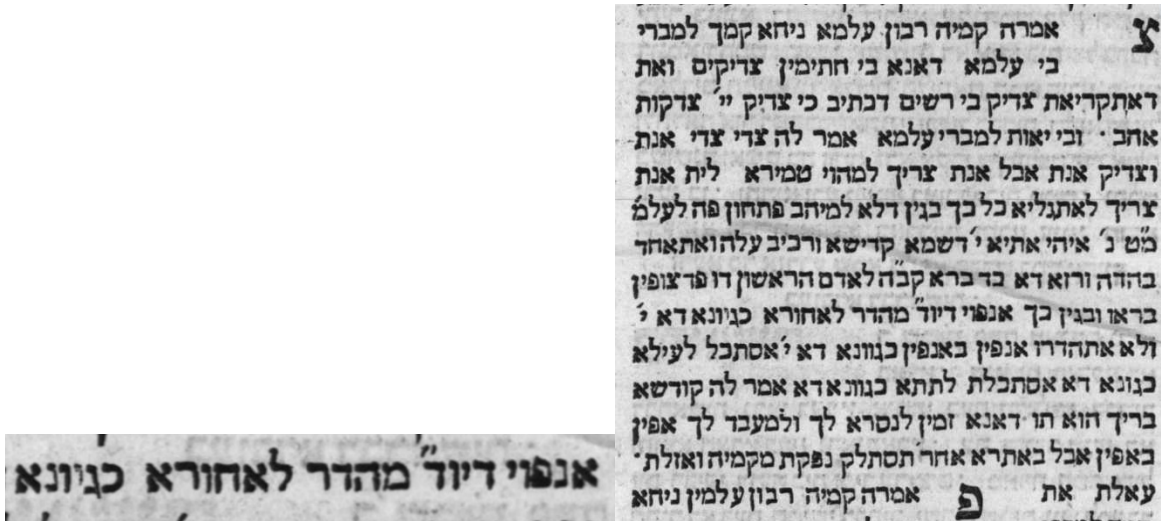 אנפוי דיוד״ מהדר לאחורא כגיונא
צ אמרה קמיה רבון עלמא ניחא קמך למברי
בי עלמא דאנא בי חתימין צדיקים ואת
דאתקריאת צדיק בי רשים דכתיב כי צדיק יי׳ צדקות
אהב · ובי יאות למברי עלמא אמר לה צדי צדי אנת
וצדיק אנת אבל אנת צריך למהוי טמירא לית אנת
צריך לאתגליא כל כך בגין דלא למיהב פתחון פה לעלמ׳
מ״ט נ׳ איהי אתיא י׳ דשמא קדישא ורכיב עלה ואתאחד
בהדה ורזא דא כד ברא קב״ה לאדם הראשון דו פרצופין
בראו ובגין כך אנפוי דיוד״ מהדר לאחורא כגיונא דא י׳
ולא אתהדרו אנפין באנפין כגוונא דא י׳ אסתכל לעילא
כגוונא דא אסתכלת לתתא כגוונא דא אמר לה קודשא
בריך הוא תו דאנא זמין לנסרא לך ולמעבד לך אפין
באפין אבל באתרא אחר תסתלק נפקת מקמיה ואזלת·
עאלת את פ אמרה קמיה רבון עלמין ניחא